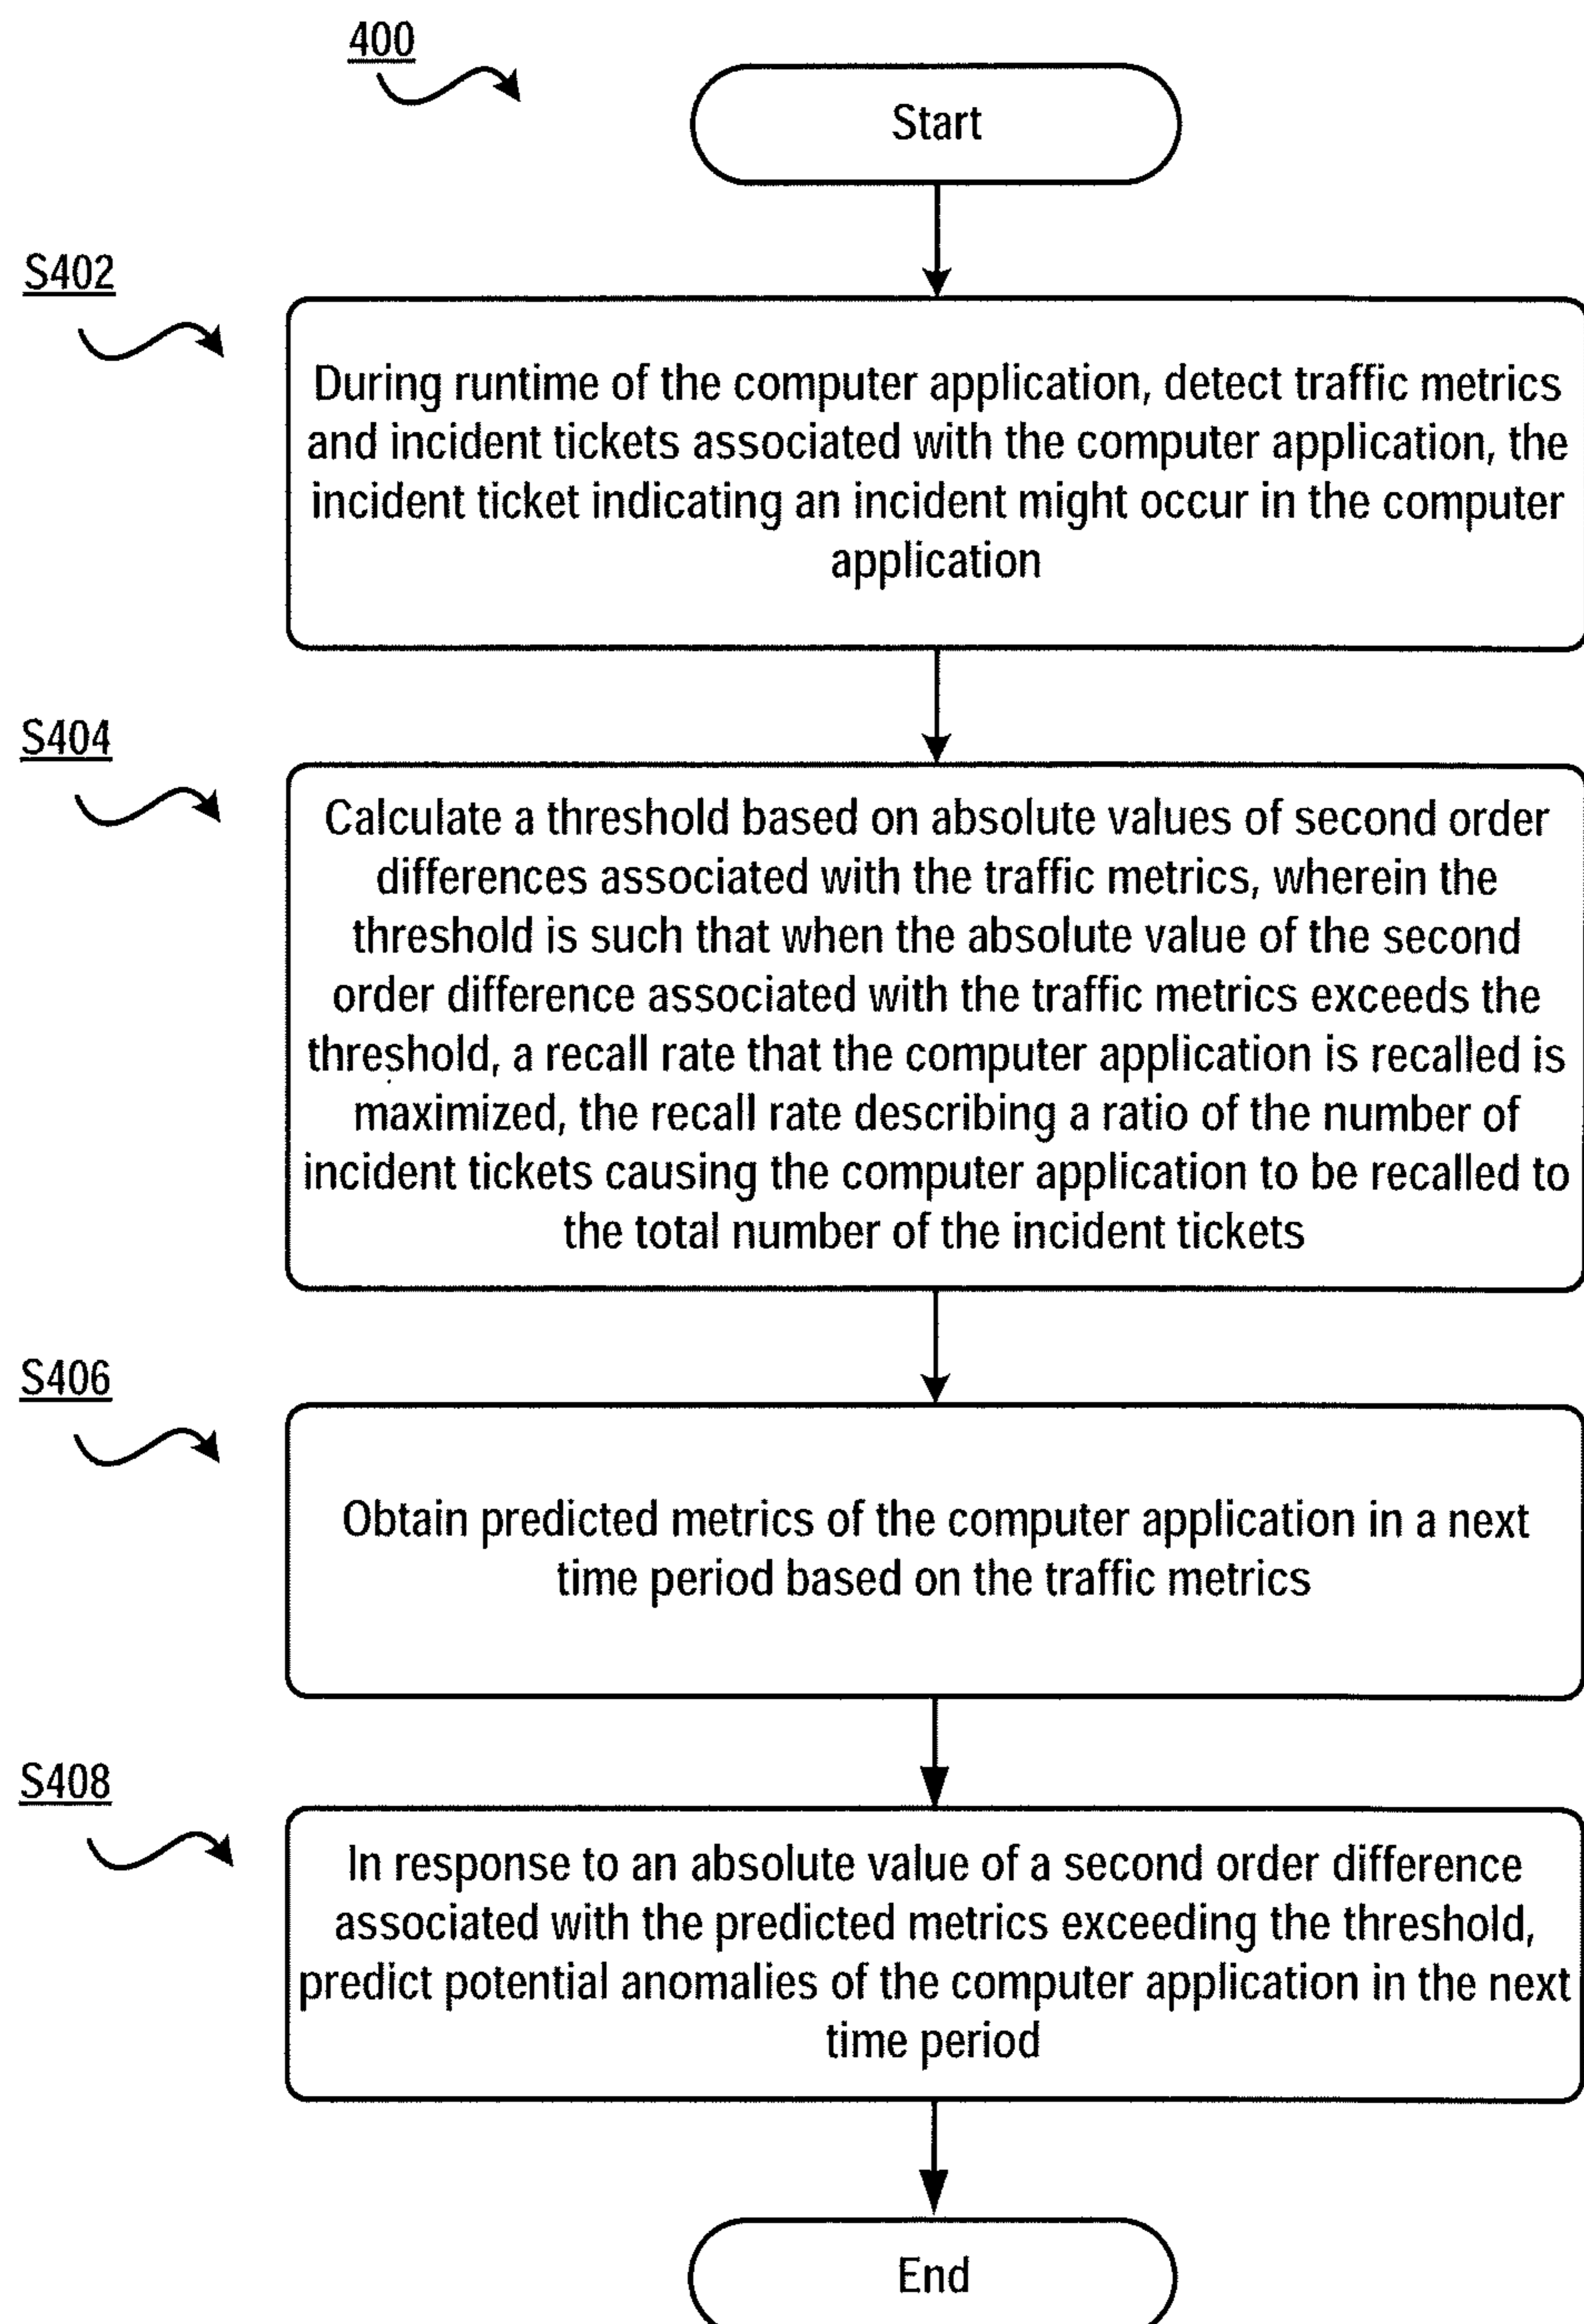 400
Start
S402
During runtime of the computer application, detect traffic metrics
and incident tickets associated with the computer application, the
incident ticket indicating an incident might occur in the computer
application
S404
Calculate a threshold based on absolute values of second order
differences associated with the traffic metrics, wherein the
threshold is such that when the absolute value of the second
order difference associated with the traffic metrics exceeds the
threshold, a recall rate that the computer application is recalled is
maximized, the recall rate describing a ratio of the number of
incident tickets causing the computer application to be recalled to
the total number of the incident tickets
S406
Obtain predicted metrics of the computer application in a next
time period based on the traffic metrics
S408
In response to an absolute value of a second order difference
associated with the predicted metrics exceeding the threshold,
predict potential anomalies of the computer application in the next
time period
End